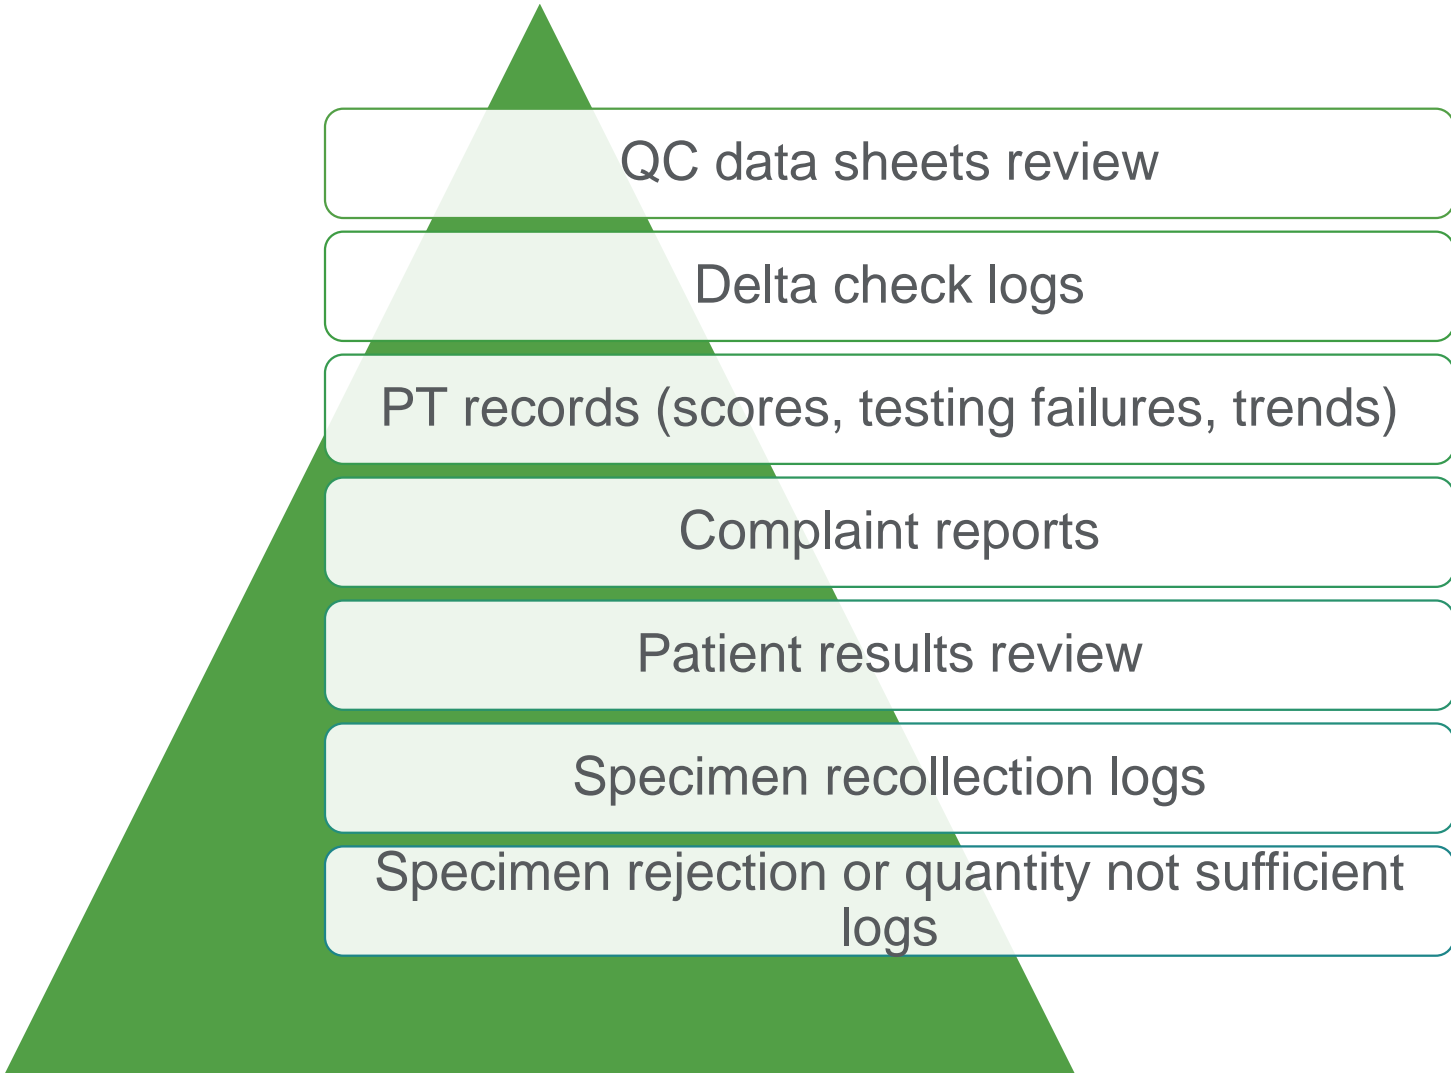 QC data sheets review
Delta check logs
PT records (scores, testing failures, trends)
Complaint reports
Patient results review
Specimen recollection logs
Specimen rejection or quantity not sufficient
logs